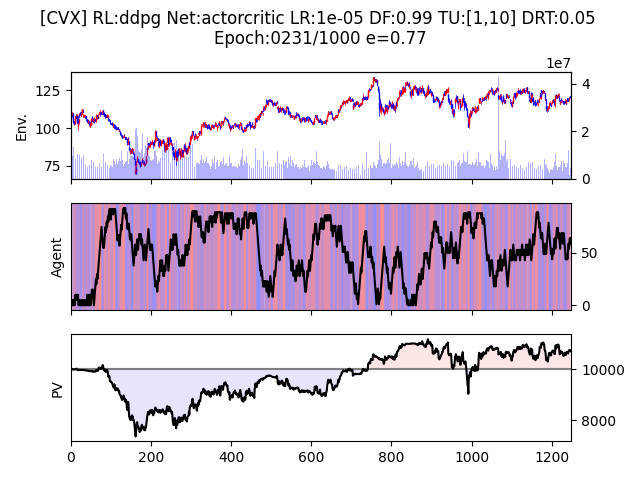 [CVX] RL:ddpg Net:actorcritic LR:1e-05 DF:0.99 TU:[1,10] DRT:0.05
Epoch:0231/1000 e=0.77
1e7
125
100
75
Env.
4
2
0
Agent
50
0
PV
10000
8000
0
200
400
600
800
1000
1200